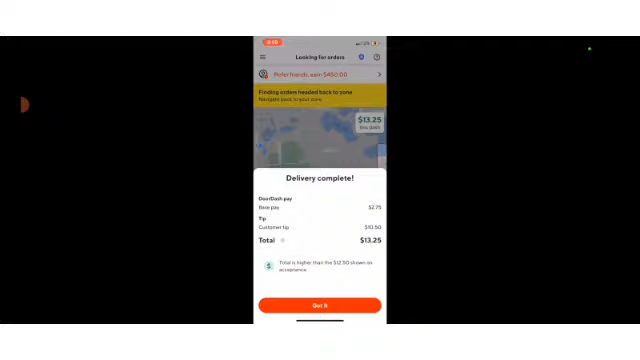 Looking for orders
Refer friends, earn $450.00
Finding orders headed back to zone
Navigate back to your zone
$13.25
this dash
Delivery complete!
DoorDash pay
Base pay $2.75
Tip
Customer tip $10.50
Total $13.25
Total is higher than the $12.50 shown on
acceptance
Got it